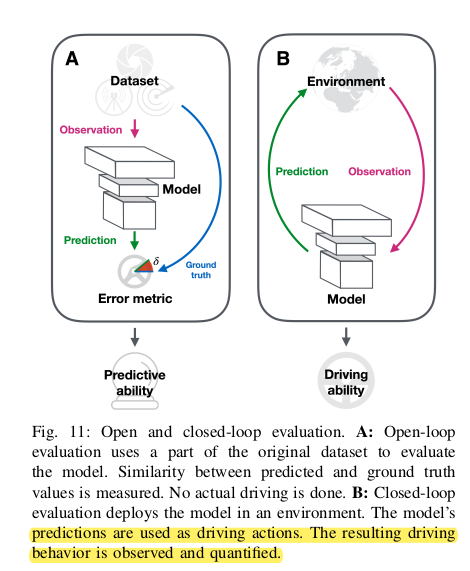 A
Dataset
Observation
Model
Prediction
δ
Ground
truth
Error metric
Predictive
ability
B
Environment
Prediction
Observation
Model
Driving
ability
Fig. 11: Open and closed-loop evaluation. A: Open-loop
evaluation uses a part of the original dataset to evaluate
the model. Similarity between predicted and ground truth
values is measured. No actual driving is done. B: Closed-loop
evaluation deploys the model in an environment. The model's
predictions are used as driving actions. The resulting driving
behavior is observed and quantified.